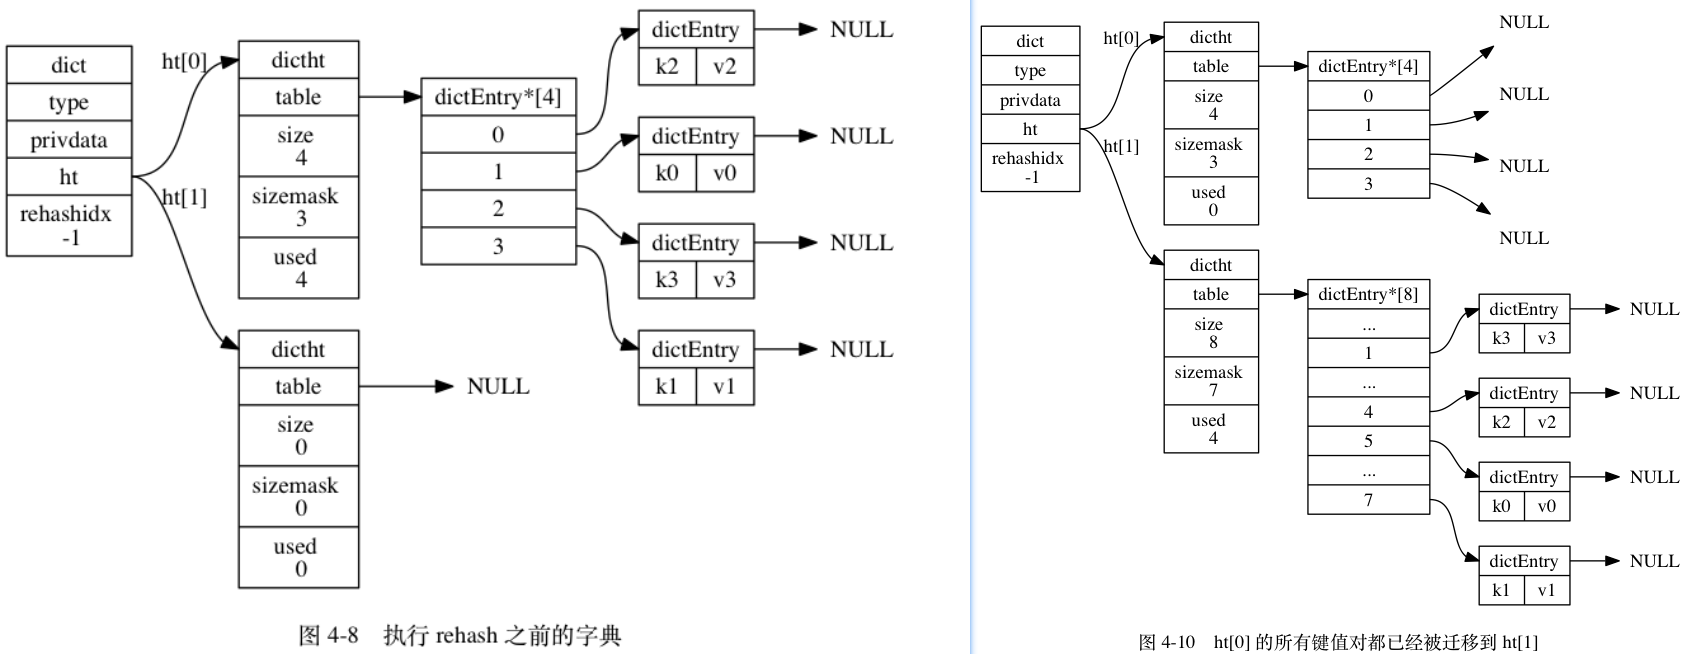 dict
type
privdata
ht
rehashidx
-1
ht[0]
ht[1]
dictht
table
size
4
sizemask
3
used
4
dictht
table
size
0
sizemask
0
used
0
NULL
dictEntry*[4]
0
1
2
3
dictEntry
k2 v2
NULL
dictEntry
k0 v0
NULL
dictEntry
k3 v3
NULL
dictEntry
k1 v1
NULL
图 4-8 执行 rehash 之前的字典
dict
type
privdata
ht
rehashidx
-1
ht[0]
ht[1]
dictht
table
size
4
sizemask
3
used
0
dictEntry*[4]
0
1
2
3
NULL
NULL
NULL
NULL
dictht
table
size
8
sizemask
7
used
4
dictEntry*[8]
...
1
...
4
5
...
7
dictEntry
k3 v3
NULL
dictEntry
k2 v2
NULL
dictEntry
k0 v0
NULL
dictEntry
k1 v1
NULL
图 4-10 ht[0] 的所有键值对都已经被迁移到 ht[1]